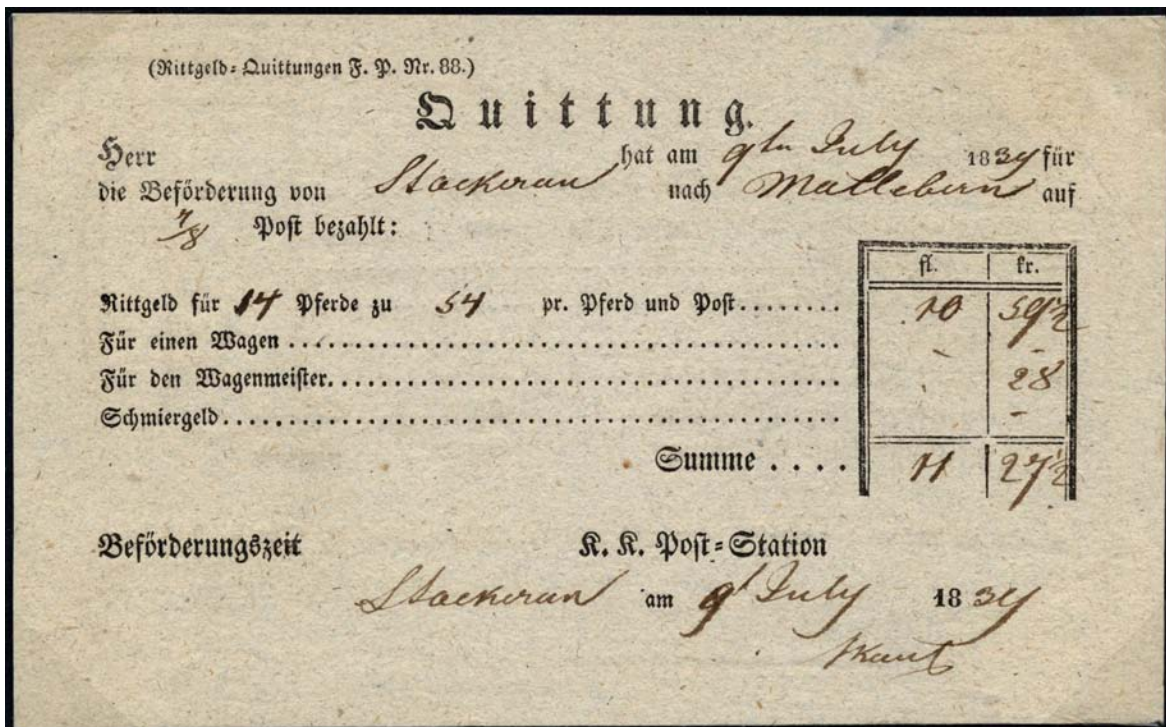 (Rittgeld-Quittungen F. P. Nr. 88.)
Quittung.
Herr hat am 9ten July 1834 für
die Beförderung von Stockerau nach Mallebern auf
7/8 Post bezahlt:
fl. kr.
Rittgeld für 14 Pferde zu 54 pr. Pferd und Post........ 10 59½
Für einen Wagen ................................................ - -
Für den Wagenmeister............................................ - 28
Schmiergeld..................................................... -
Summe .... 11 27½
Beförderungszeit K. K. Post-Station
Stockerau am 9t July 1834